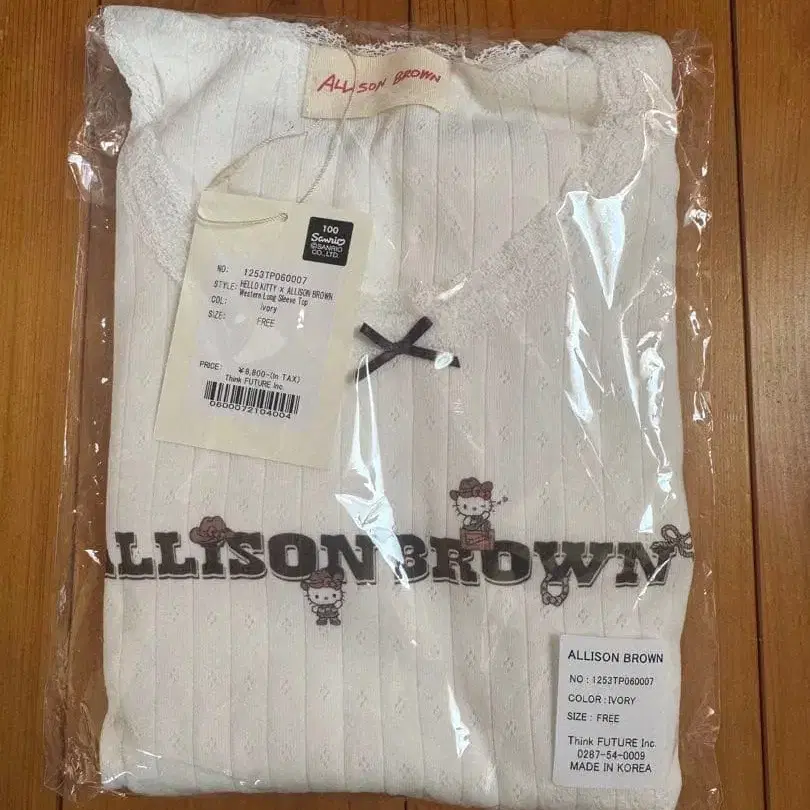 ALLISON BROWN
100
Sanrio
©SANRIO
CO., LTD.
NO: 1253TP060007
STYLE: HELLO KITTY x ALLISON BROWN
Western Long Sleeve Top
COL: Ivory
SIZE: FREE
PRICE: ¥8,800-(in TAX)
Think FUTURE Inc.
0600072104004
ALLISON BROWN
ALLISON BROWN
NO : 1253TP060007
COLOR : IVORY
SIZE : FREE
Think FUTURE Inc.
0287-54-0009
MADE IN KOREA